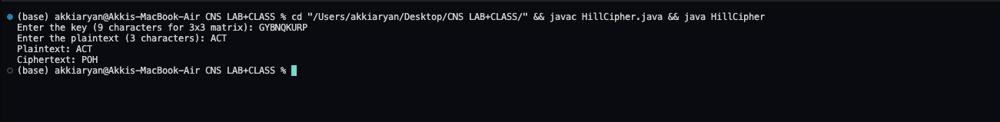 (base) akkiaryan@Akkis-MacBook-Air CNS LAB+CLASS % cd "/Users/akkiaryan/Desktop/CNS LAB+CLASS/" && javac HillCipher.java && java HillCipher
Enter the key (9 characters for 3x3 matrix): GYBNQKURP
Enter the plaintext (3 characters): ACT
Plaintext: ACT
Ciphertext: POH
(base) akkiaryan@Akkis-MacBook-Air CNS LAB+CLASS %